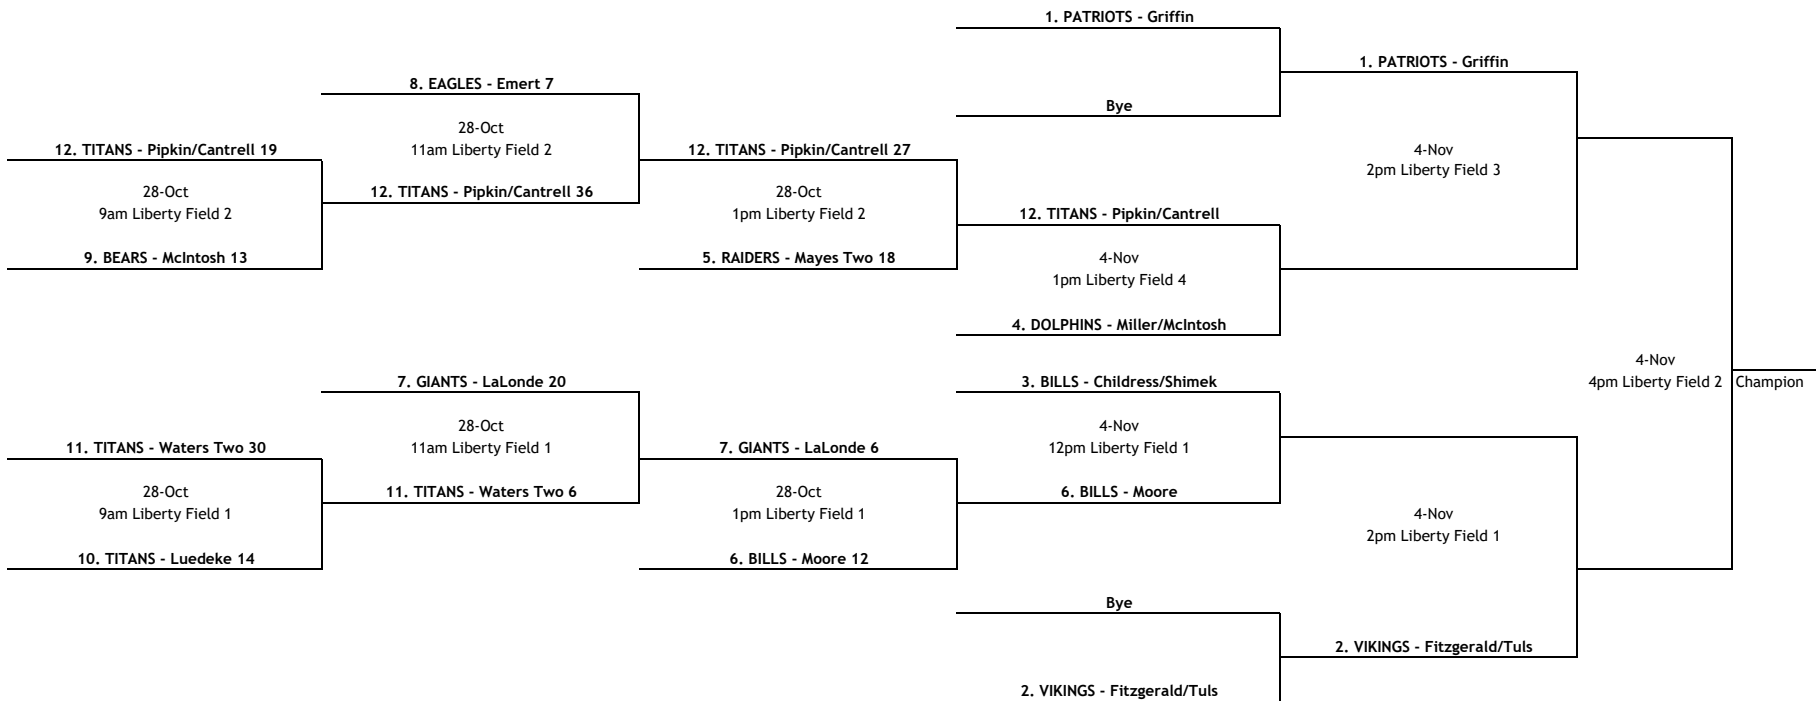 1. PATRIOTS - Griffin
1. PATRIOTS - Griffin
8. EAGLES - Emert 7
Bye
28-Oct
11am Liberty Field 2
12. TITANS - Pipkin/Cantrell 19
12. TITANS - Pipkin/Cantrell 27
4-Nov
2pm Liberty Field 3
28-Oct
9am Liberty Field 2
12. TITANS - Pipkin/Cantrell 36
28-Oct
1pm Liberty Field 2
12. TITANS - Pipkin/Cantrell
9. BEARS - McIntosh 13
5. RAIDERS - Mayes Two 18
4-Nov
1pm Liberty Field 4
4. DOLPHINS - Miller/McIntosh
4-Nov
4pm Liberty Field 2
Champion
7. GIANTS - LaLonde 20
3. BILLS - Childress/Shimek
28-Oct
11am Liberty Field 1
4-Nov
12pm Liberty Field 1
11. TITANS - Waters Two 30
7. GIANTS - LaLonde 6
28-Oct
9am Liberty Field 1
11. TITANS - Waters Two 6
28-Oct
1pm Liberty Field 1
6. BILLS - Moore
4-Nov
2pm Liberty Field 1
10. TITANS - Luedeke 14
6. BILLS - Moore 12
Bye
2. VIKINGS - Fitzgerald/Tuls
2. VIKINGS - Fitzgerald/Tuls